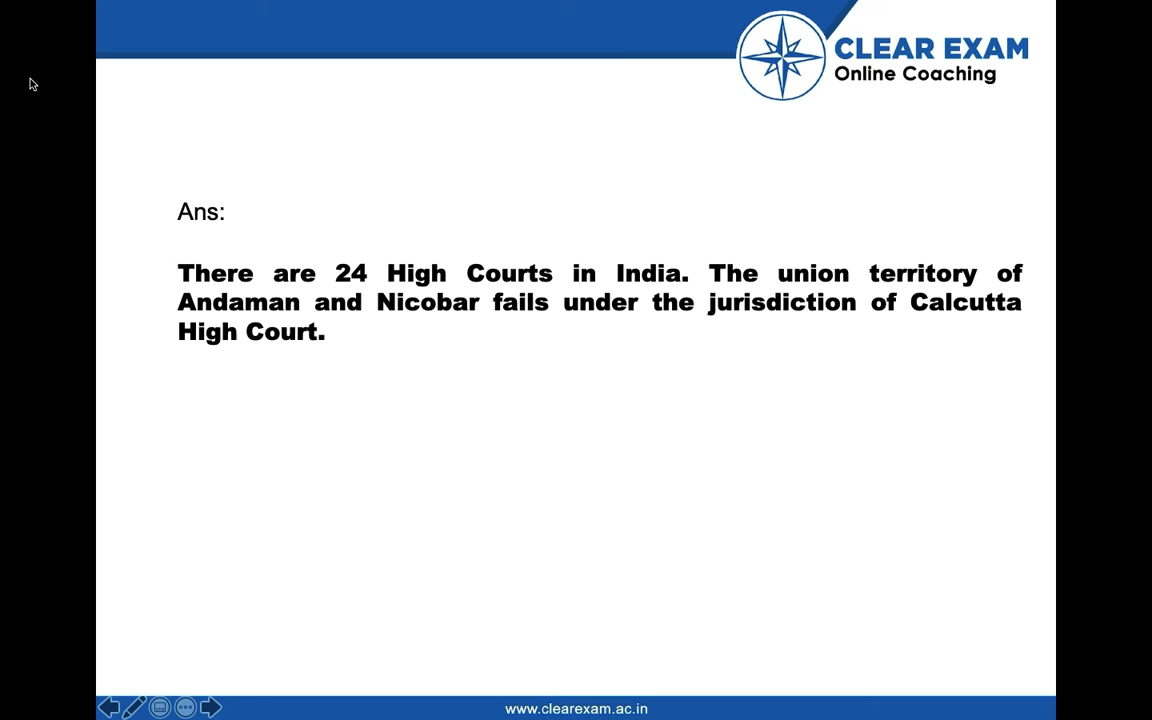 CLEAR EXAM
Online Coaching
Ans:
There are 24 High Courts in India. The union territory of
Andaman and Nicobar fails under the jurisdiction of Calcutta
High Court.
www.clearexam.ac.in